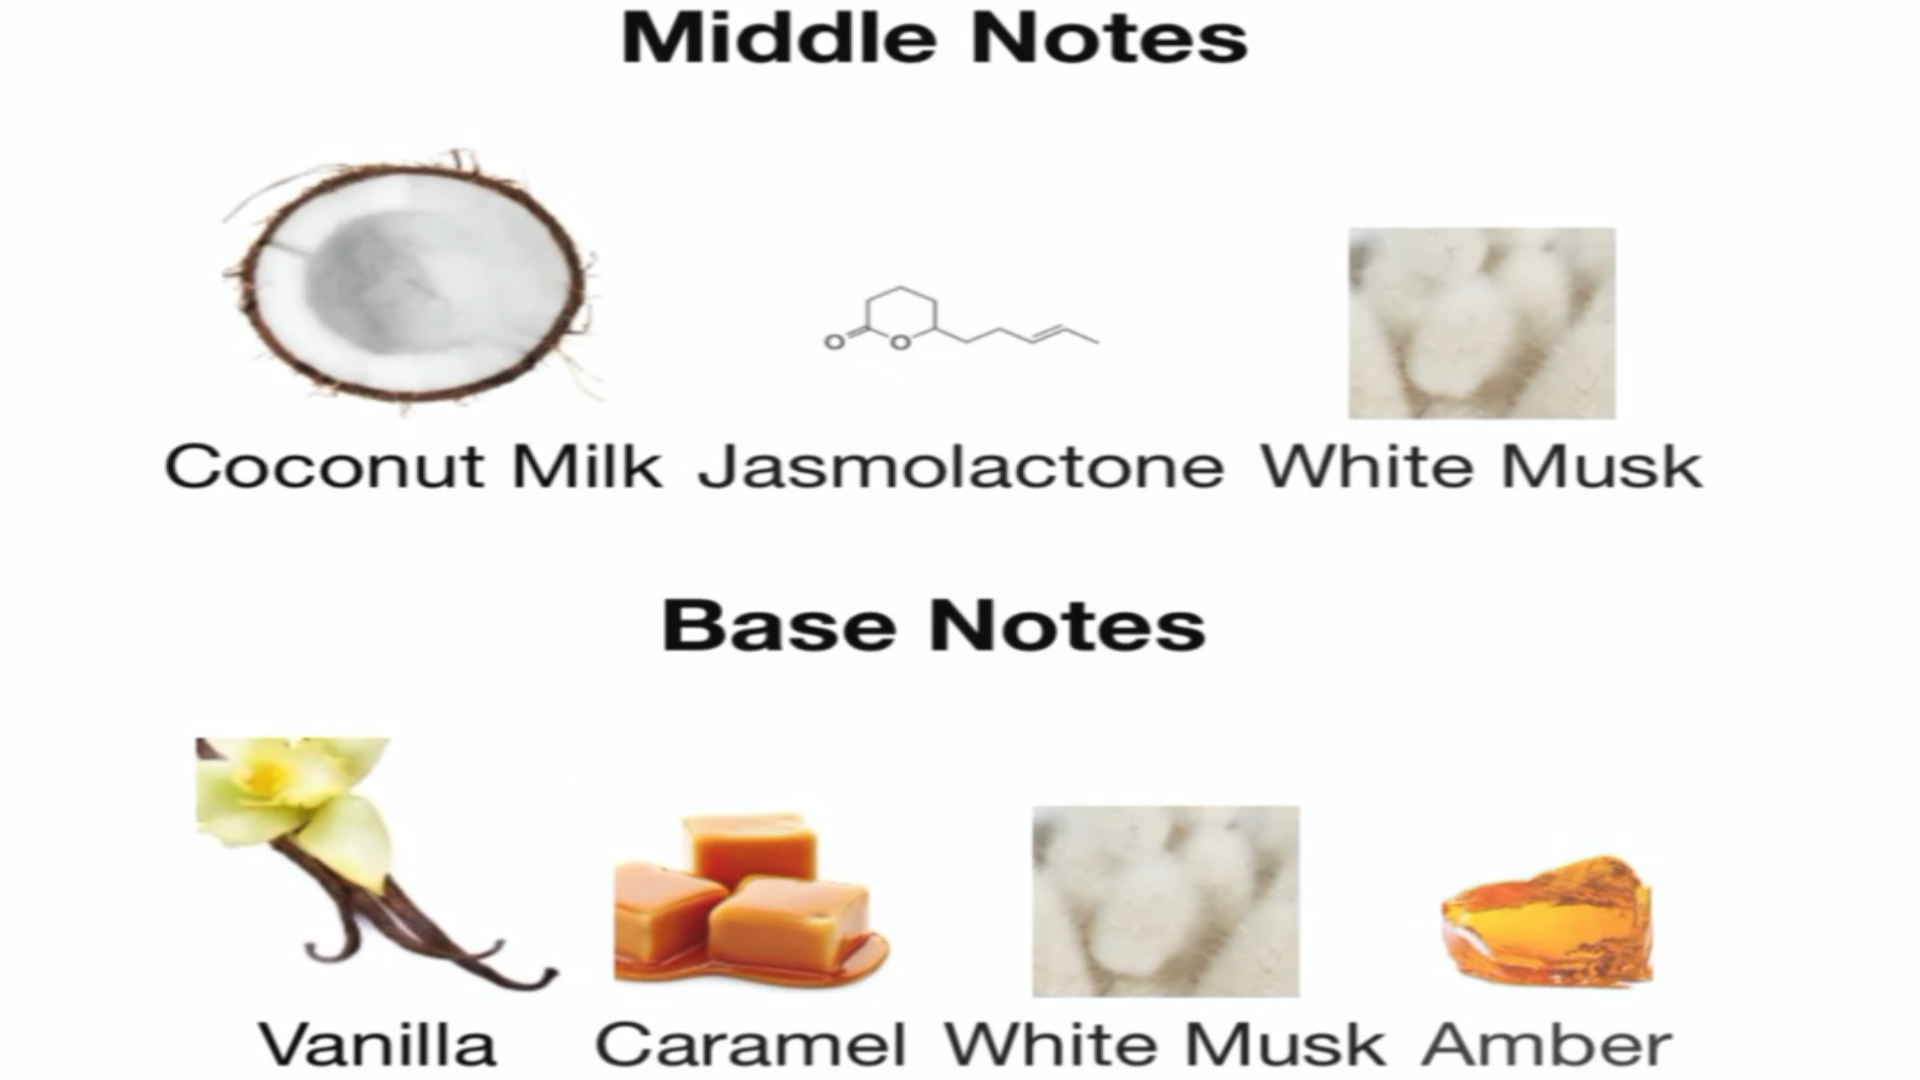 Middle Notes
O O
Coconut Milk Jasmolactone White Musk
Base Notes
Vanilla Caramel White Musk Amber